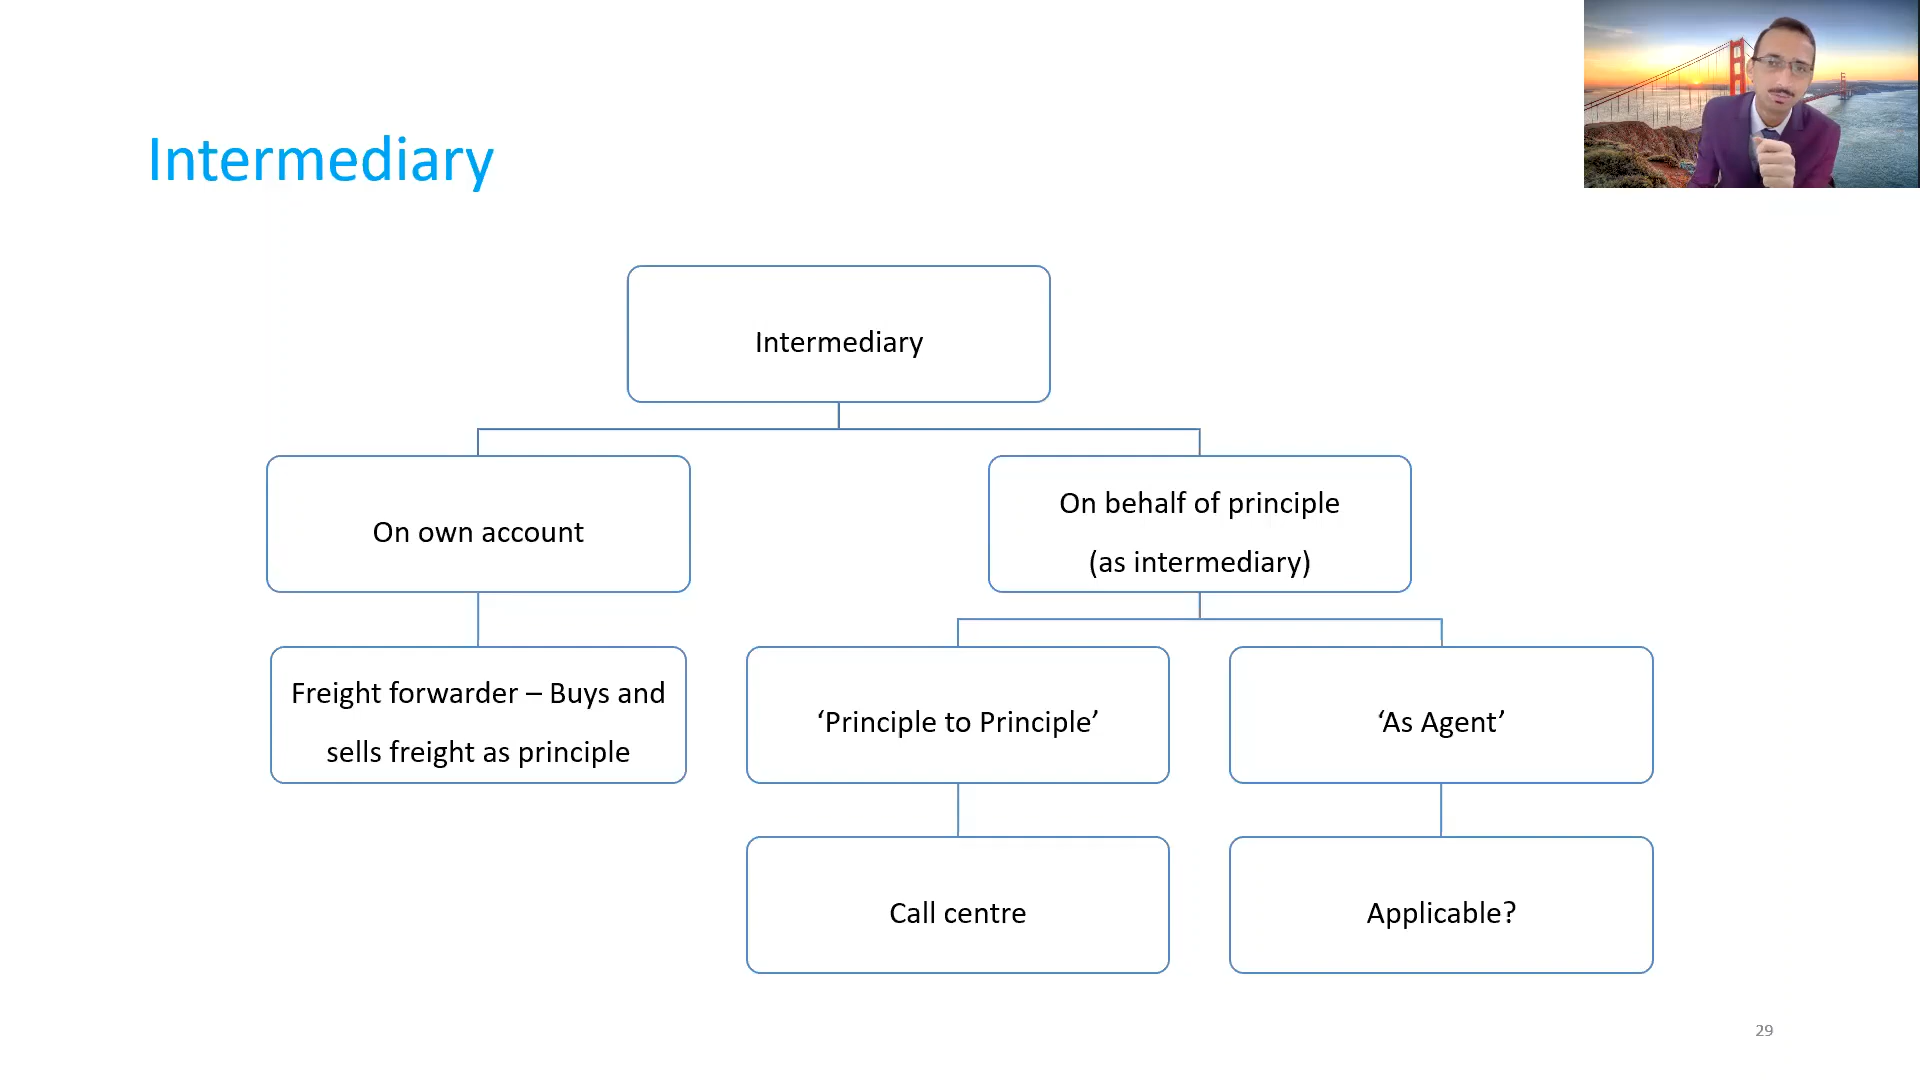 Intermediary
Intermediary
On own account
On behalf of principle
(as intermediary)
Freight forwarder – Buys and
sells freight as principle
‘Principle to Principle’
‘As Agent’
Call centre
Applicable?
29